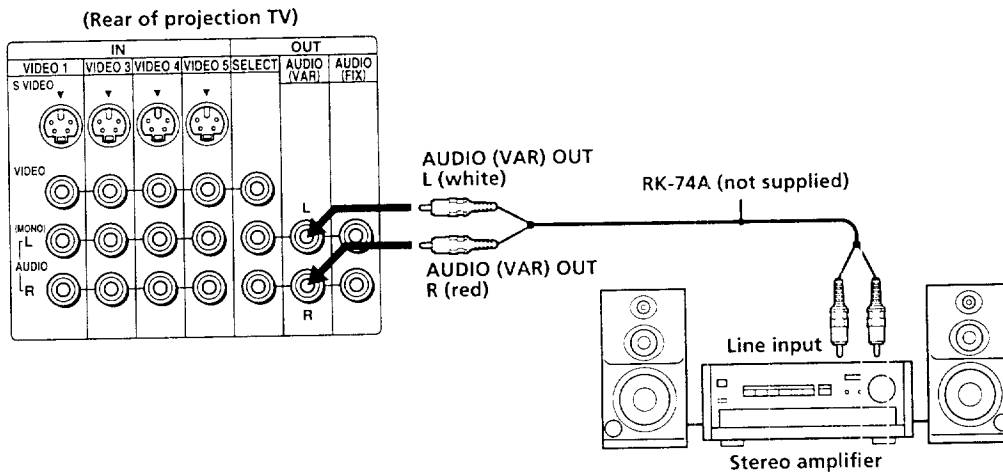 (Rear of projection TV)
IN OUT
VIDEO 1 VIDEO 3 VIDEO 4 VIDEO 5 SELECT AUDIO (VAR) AUDIO (FIX)
S VIDEO
VIDEO
(MONO)
L
AUDIO
R
L
R
AUDIO (VAR) OUT
L (white)
AUDIO (VAR) OUT
R (red)
RK-74A (not supplied)
Line input
Stereo amplifier